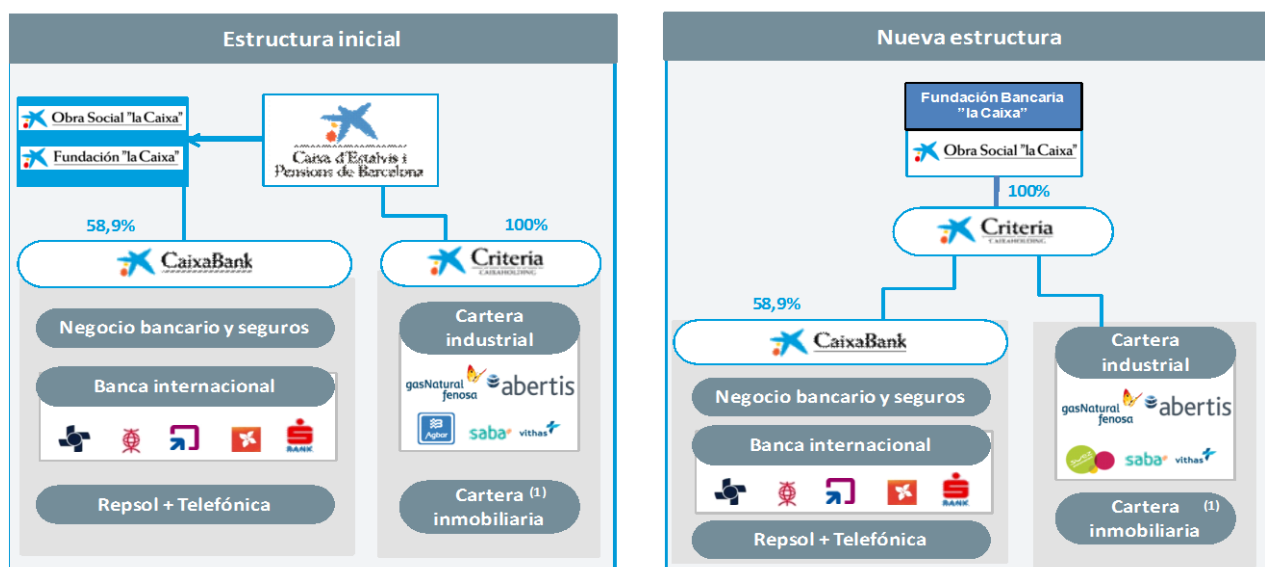 Estructura inicial
Obra Social "la Caixa"
Fundación "la Caixa"
Caixa d'Estalvis i
Pensions de Barcelona
58,9%
100%
CaixaBank
Criteria
CAIXAHOLDING
Negocio bancario y seguros
Cartera
industrial
Banca internacional
gasNatural
fenosa
abertis
Agbar
saba
vithas
BANK
Repsol + Telefónica
Cartera (1)
inmobiliaria
Nueva estructura
Fundación Bancaria
"la Caixa"
Obra Social "la Caixa"
100%
Criteria
CAIXAHOLDING
58,9%
CaixaBank
Cartera
industrial
Negocio bancario y seguros
gasNatural
fenosa
abertis
Banca internacional
saba
vithas
BANK
Repsol + Telefónica
Cartera (1)
inmobiliaria